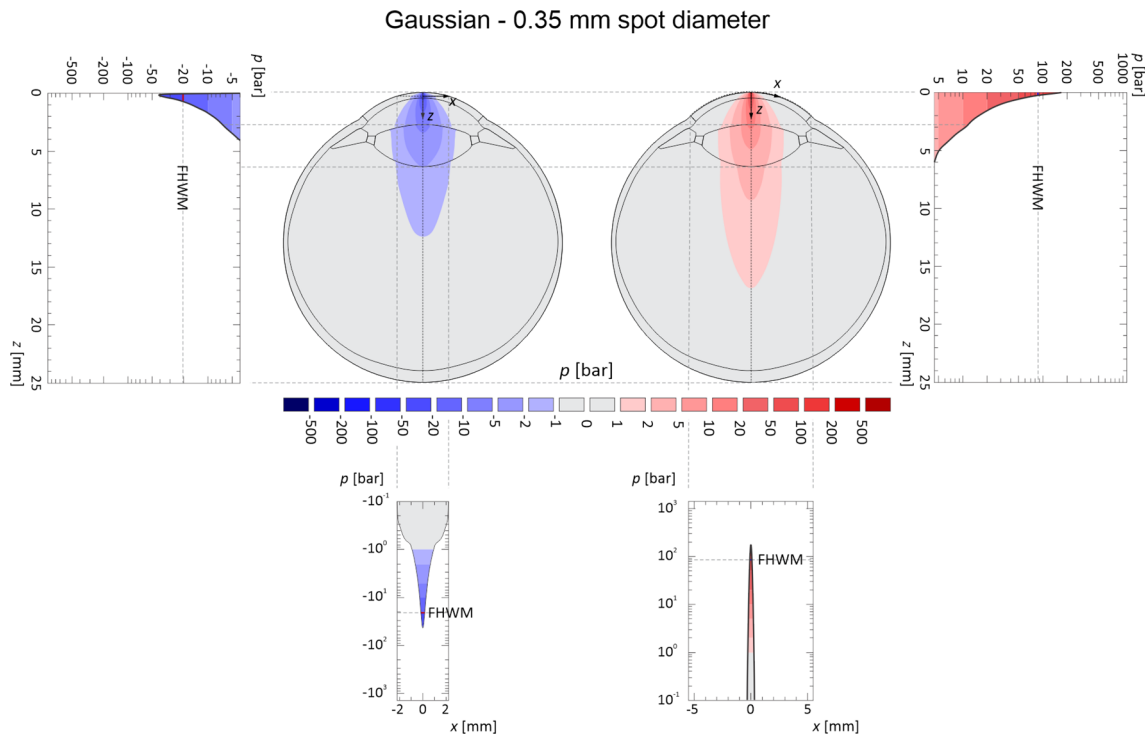 Gaussian - 0.35 mm spot diameter
-500 -200 -100 -50 -20 -10 -5 p [bar]
0
5
10
15
20
25
z [mm]
FHWM
x
z
x
z
5 10 20 50 100 200 500 1000 p [bar]
0
5
10
15
20
25
z [mm]
FHWM
p [bar]
-500 -200 -100 -50 -20 -10 -5 -2 -1 0 1 2 5 10 20 50 100 200 500
p [bar]
-10⁻¹
-10⁰
-10¹
-10²
-10³
FHWM
-2 0 2
x [mm]
p [bar]
10³
10²
10¹
10⁰
10⁻¹
FHWM
-5 0 5
x [mm]